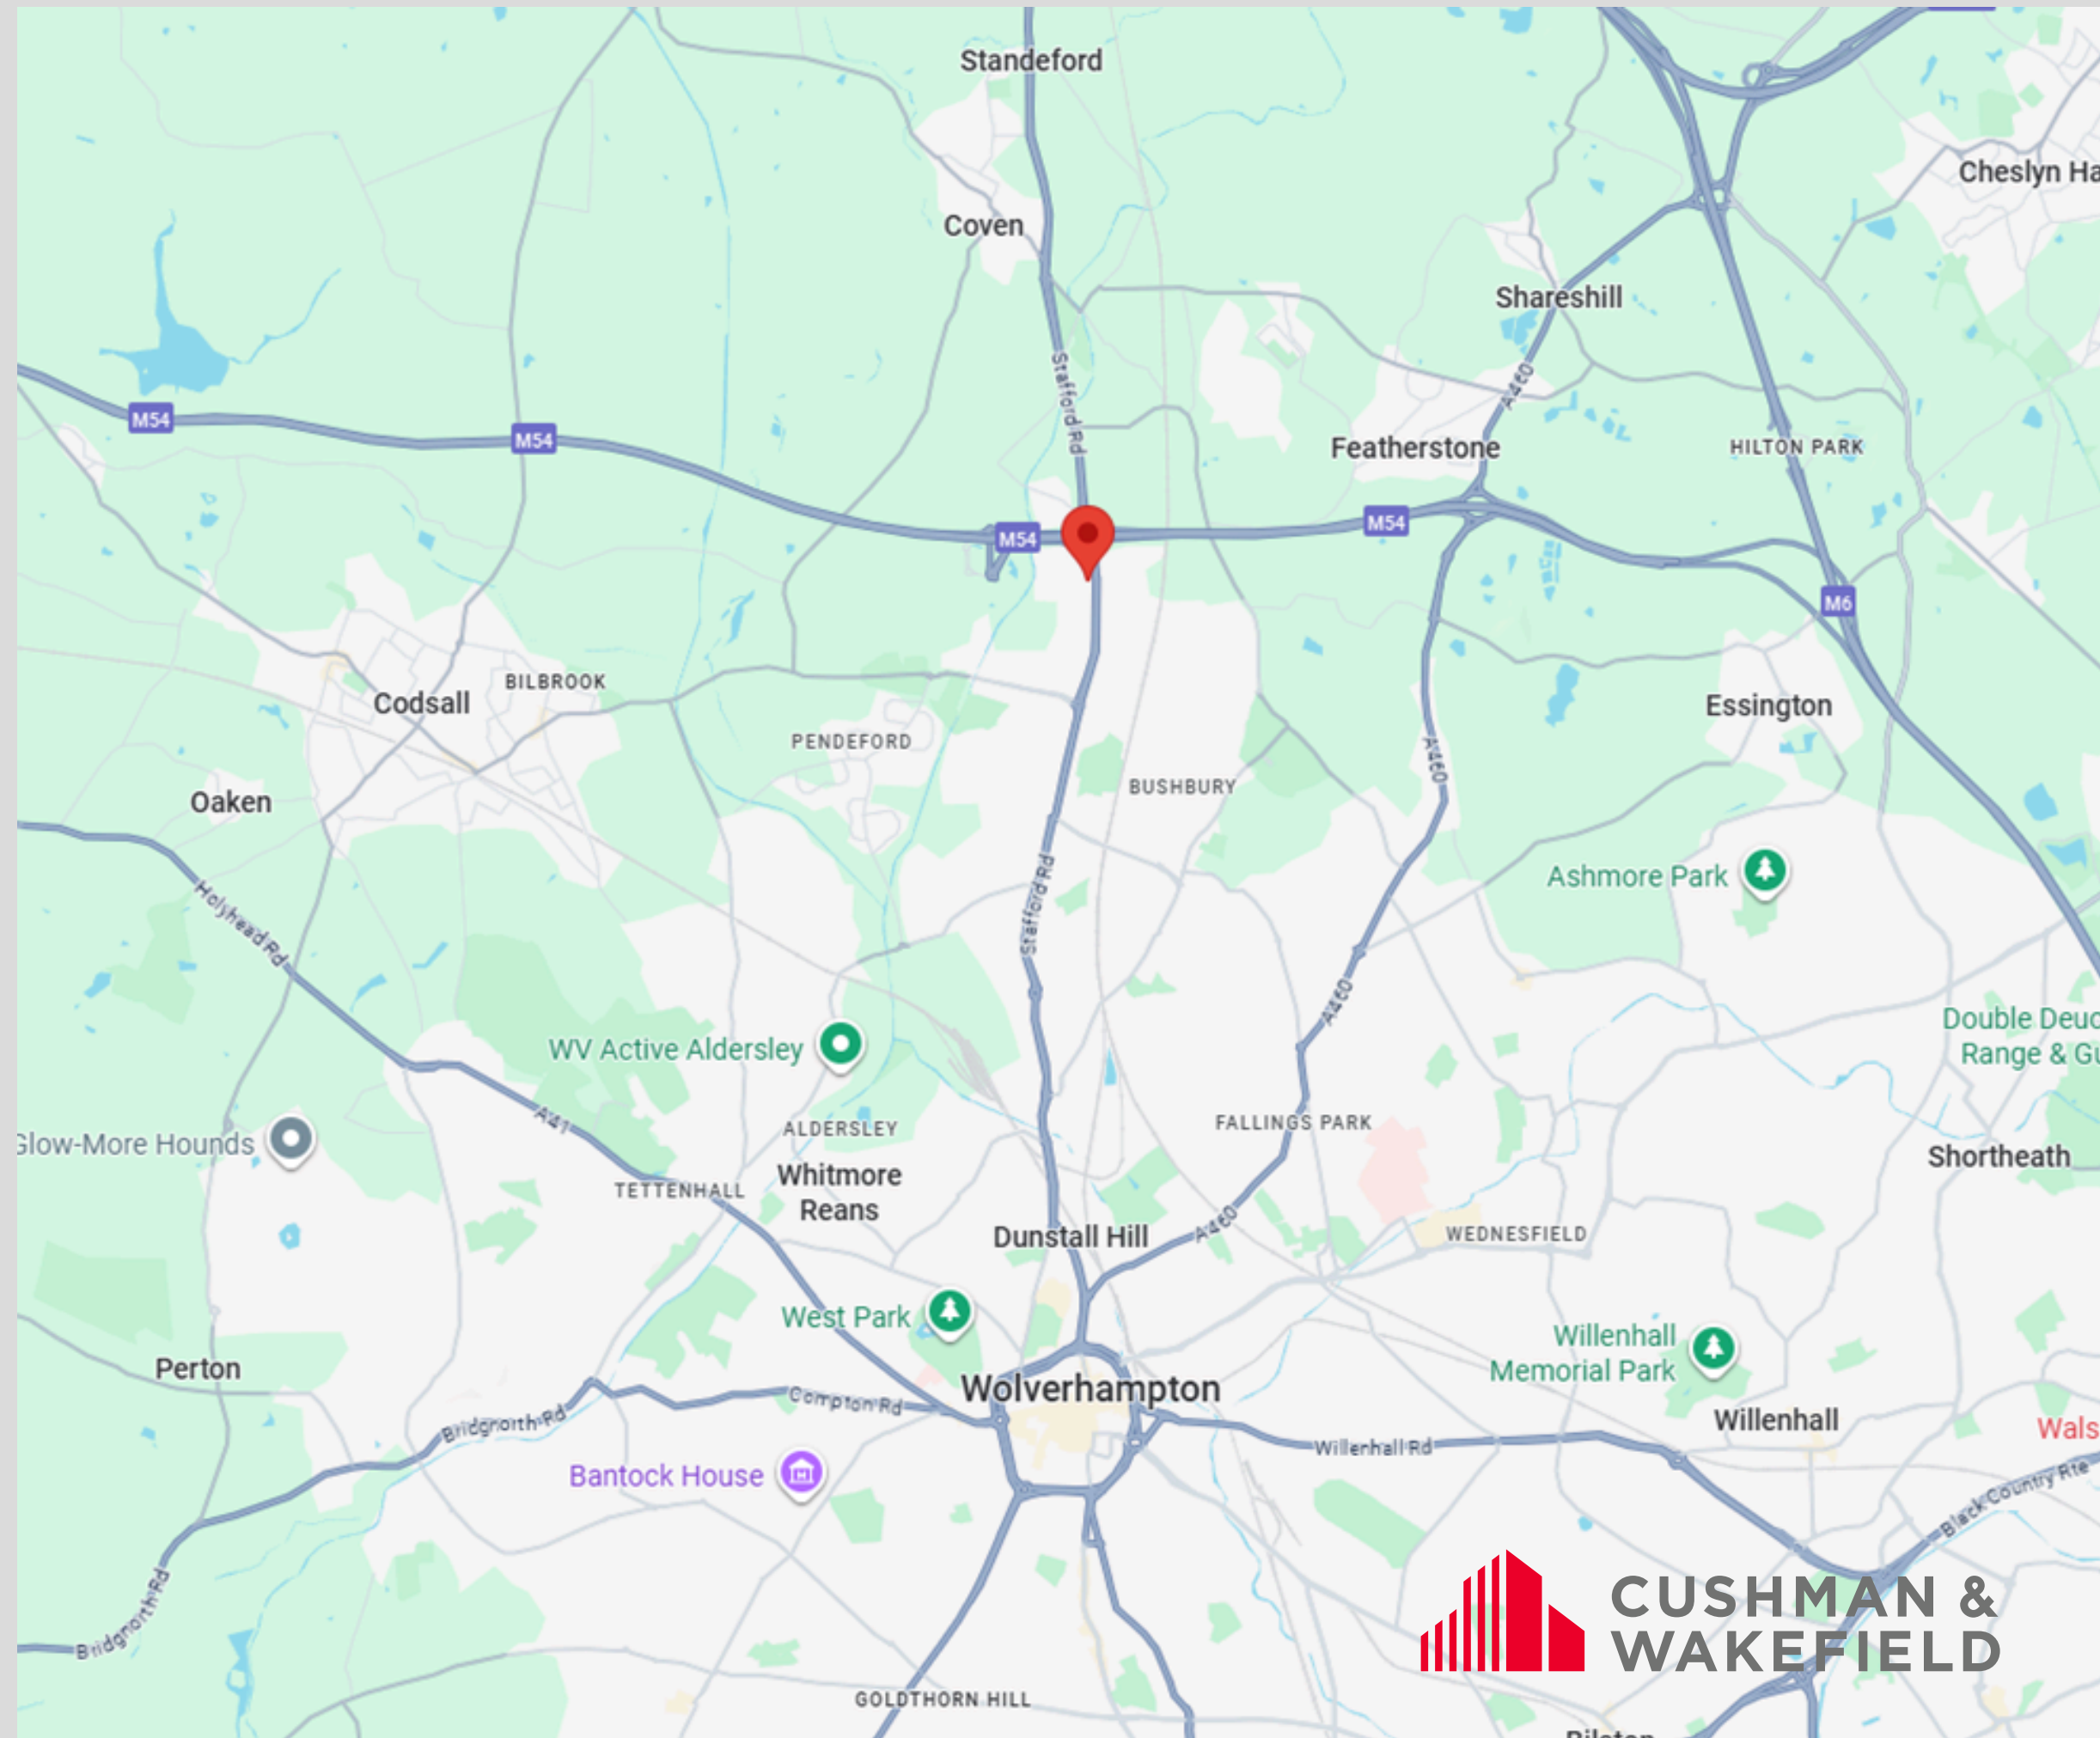 Standeford
Cheslyn Ha
Coven
Shareshill
Stafford Rd
A460
M54
M54
Featherstone
HILTON PARK
M54
M54
M6
Codsall
BILBROOK
Essington
PENDEFORD
A460
BUSHBURY
Oaken
Ashmore Park
Holyhead Rd
Stafford Rd
A460
WV Active Aldersley
Double Deuc
Range & Gu
A41
ALDERSLEY
FALLINGS PARK
Glow-More Hounds
Shortheath
TETTENHALL
Whitmore
Reans
Dunstall Hill
A460
WEDNESFIELD
West Park
Willenhall
Memorial Park
Perton
Wolverhampton
Compton Rd
Bridgnorth Rd
Willenhall
Wals
Willenhall Rd
Bantock House
Black Country Rte
Bridgnorth Rd
CUSHMAN &
WAKEFIELD
GOLDTHORN HILL